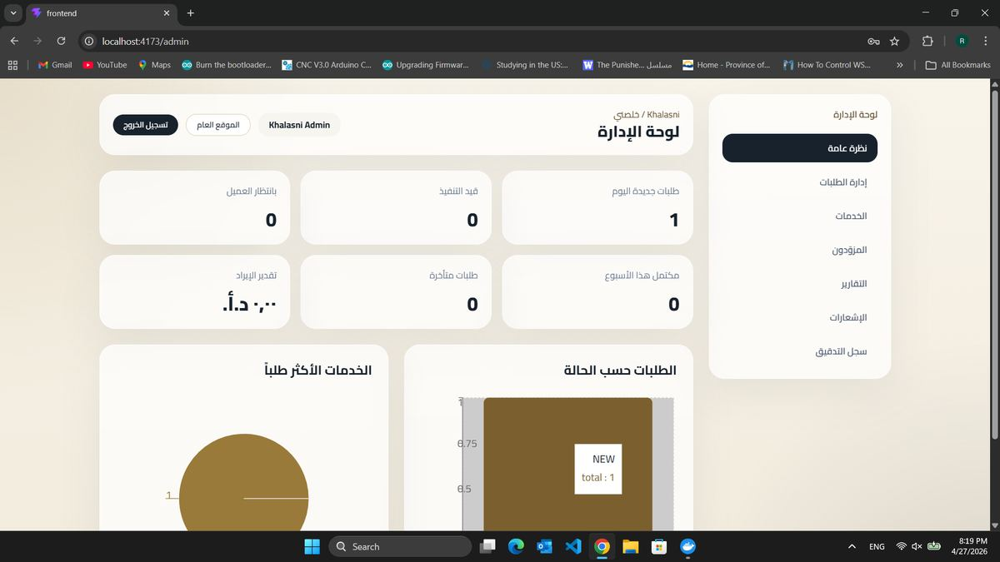 frontend
localhost:4173/admin
R
Gmail
YouTube
Maps
Burn the bootloader...
CNC V3.0 Arduino C...
Upgrading Firmwar...
Studying in the US:...
The Punishe... مسلسل
Home - Province of...
How To Control WS...
All Bookmarks
لوحة الإدارة
نظرة عامة
إدارة الطلبات
الخدمات
المزوّدون
التقارير
الإشعارات
سجل التدقيق
Khalasni / خلصني
لوحة الإدارة
Khalasni Admin
الموقع العام
تسجيل الخروج
طلبات جديدة اليوم
1
قيد التنفيذ
0
بانتظار العميل
0
مكتمل هذا الأسبوع
0
طلبات متأخرة
0
تقدير الإيراد
٠٫٠٠ د.أ.
الطلبات حسب الحالة
1
0.75
0.5
NEW
total : 1
الخدمات الأكثر طلباً
1
Search
ENG
8:19 PM
4/27/2026